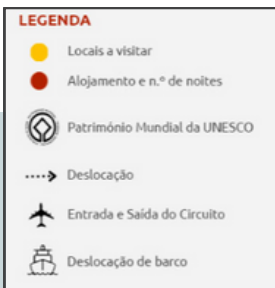 LEGENDA
Locais a visitar
Alojamento e n.º de noites
Património Mundial da UNESCO
Deslocação
Entrada e Saída do Circuito
Deslocação de barco